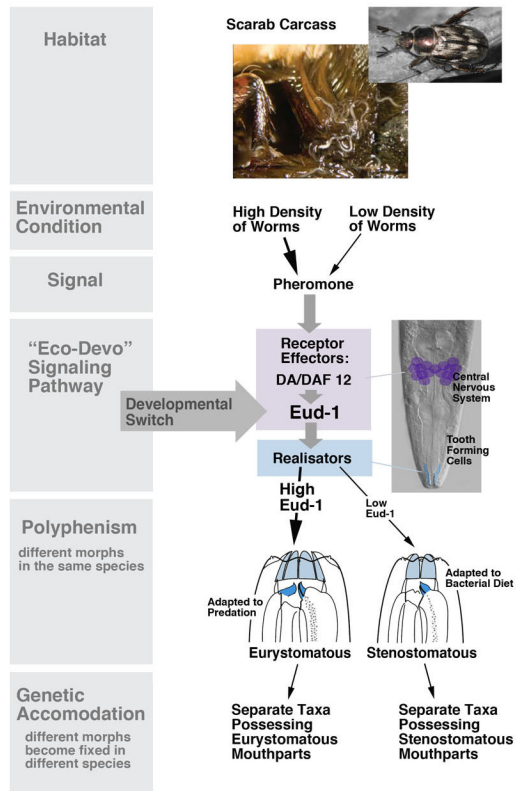 Habitat
Scarab Carcass
Environmental
Condition
High Density
of Worms
Low Density
of Worms
Signal
Pheromone
“Eco-Devo”
Signaling
Pathway
Receptor
Effectors:
DA/DAF 12
Eud-1
Central
Nervous
System
Developmental
Switch
Realisators
Tooth
Forming
Cells
High
Eud-1
Low
Eud-1
Polyphenism
different morphs
in the same species
Adapted to
Predation
Adapted to
Bacterial Diet
Eurystomatous
Stenostomatous
Genetic
Accomodation
different morphs
become fixed in
different species
Separate Taxa
Possessing
Eurystomatous
Mouthparts
Separate Taxa
Possessing
Stenostomatous
Mouthparts